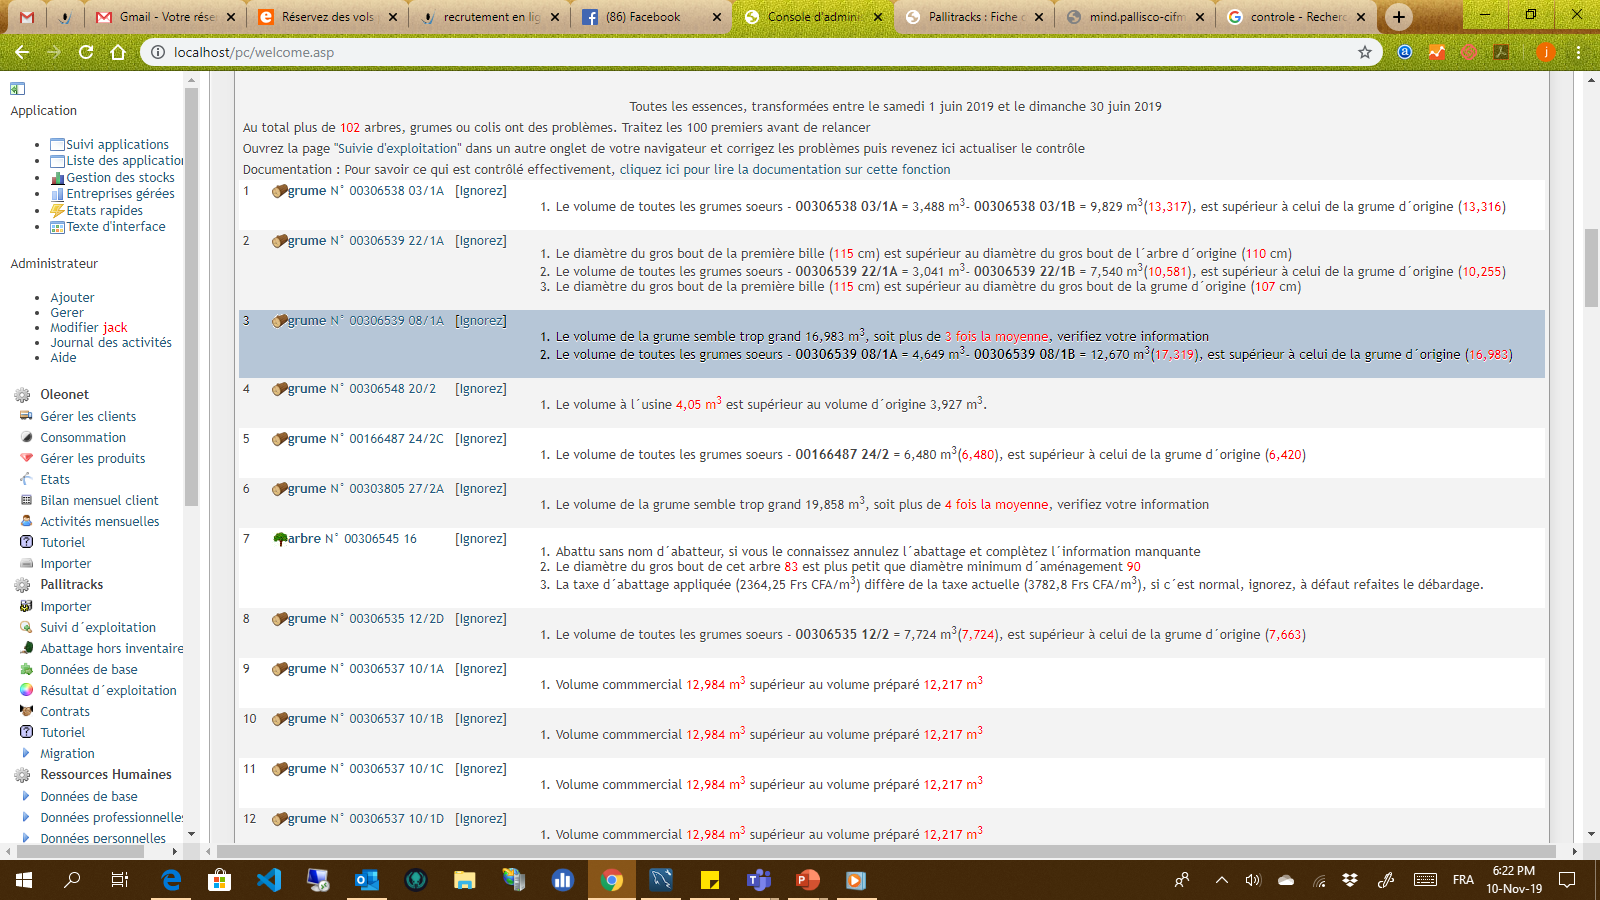 Gmail - Votre rése
Réservez des vols
recrutement en lig
(86) Facebook
Console d'admini
Pallitracks : Fiche d
mind.pallisco-cifm
controle - Recherc
localhost/pc/welcome.asp
Application
Suivi applications
Liste des application
Gestion des stocks
Entreprises gérées
Etats rapides
Texte d'interface
Administrateur
Ajouter
Gerer
Modifier jack
Journal des activités
Aide
Oleonet
Gérer les clients
Consommation
Gérer les produits
Etats
Bilan mensuel client
Activités mensuelles
Tutoriel
Importer
Pallitracks
Importer
Suivi d´exploitation
Abattage hors inventaire
Données de base
Résultat d´exploitation
Contrats
Tutoriel
Migration
Ressources Humaines
Données de base
Données professionnelles
Données personnelles
Toutes les essences, transformées entre le samedi 1 juin 2019 et le dimanche 30 juin 2019
Au total plus de 102 arbres, grumes ou colis ont des problèmes. Traitez les 100 premiers avant de relancer
Ouvrez la page "Suivie d'exploitation" dans un autre onglet de votre navigateur et corrigez les problèmes puis revenez ici actualiser le contrôle
Documentation : Pour savoir ce qui est contrôlé effectivement, cliquez ici pour lire la documentation sur cette fonction
1 grume N° 00306538 03/1A [Ignorez]
1. Le volume de toutes les grumes soeurs - 00306538 03/1A = 3,488 m³- 00306538 03/1B = 9,829 m³(13,317), est supérieur à celui de la grume d´origine (13,316)
2 grume N° 00306539 22/1A [Ignorez]
1. Le diamètre du gros bout de la première bille (115 cm) est supérieur au diamètre du gros bout de l´arbre d´origine (110 cm)
2. Le volume de toutes les grumes soeurs - 00306539 22/1A = 3,041 m³- 00306539 22/1B = 7,540 m³(10,581), est supérieur à celui de la grume d´origine (10,255)
3. Le diamètre du gros bout de la première bille (115 cm) est supérieur au diamètre du gros bout de la grume d´origine (107 cm)
3 grume N° 00306539 08/1A [Ignorez]
1. Le volume de la grume semble trop grand 16,983 m³, soit plus de 3 fois la moyenne, verifiez votre information
2. Le volume de toutes les grumes soeurs - 00306539 08/1A = 4,649 m³- 00306539 08/1B = 12,670 m³(17,319), est supérieur à celui de la grume d´origine (16,983)
4 grume N° 00306548 20/2 [Ignorez]
1. Le volume à l´usine 4,05 m³ est supérieur au volume d´origine 3,927 m³.
5 grume N° 00166487 24/2C [Ignorez]
1. Le volume de toutes les grumes soeurs - 00166487 24/2 = 6,480 m³(6,480), est supérieur à celui de la grume d´origine (6,420)
6 grume N° 00303805 27/2A [Ignorez]
1. Le volume de la grume semble trop grand 19,858 m³, soit plus de 4 fois la moyenne, verifiez votre information
7 arbre N° 00306545 16 [Ignorez]
1. Abattu sans nom d´abatteur, si vous le connaissez annulez l´abattage et complètez l´information manquante
2. Le diamètre du gros bout de cet arbre 83 est plus petit que diamètre minimum d´aménagement 90
3. La taxe d´abattage appliquée (2364,25 Frs CFA/m³) diffère de la taxe actuelle (3782,8 Frs CFA/m³), si c´est normal, ignorez, à défaut refaites le débardage.
8 grume N° 00306535 12/2D [Ignorez]
1. Le volume de toutes les grumes soeurs - 00306535 12/2 = 7,724 m³(7,724), est supérieur à celui de la grume d´origine (7,663)
9 grume N° 00306537 10/1A [Ignorez]
1. Volume commmercial 12,984 m³ supérieur au volume préparé 12,217 m³
10 grume N° 00306537 10/1B [Ignorez]
1. Volume commmercial 12,984 m³ supérieur au volume préparé 12,217 m³
11 grume N° 00306537 10/1C [Ignorez]
1. Volume commmercial 12,984 m³ supérieur au volume préparé 12,217 m³
12 grume N° 00306537 10/1D [Ignorez]
1. Volume commmercial 12,984 m³ supérieur au volume préparé 12,217 m³
FRA
6:22 PM
10-Nov-19